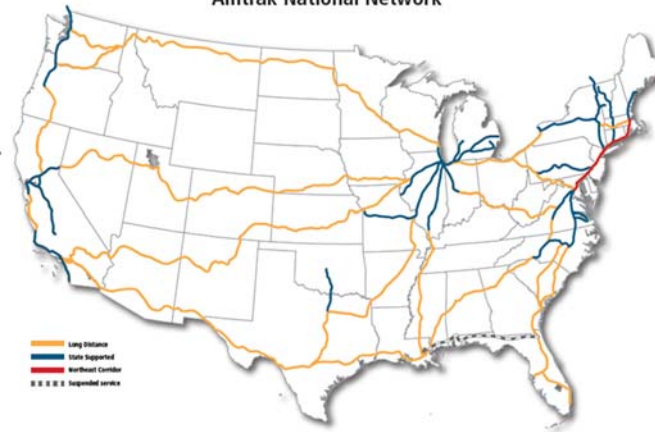 Amtrak National Network
Long Distance
State Supported
Northeast Corridor
Suspended service